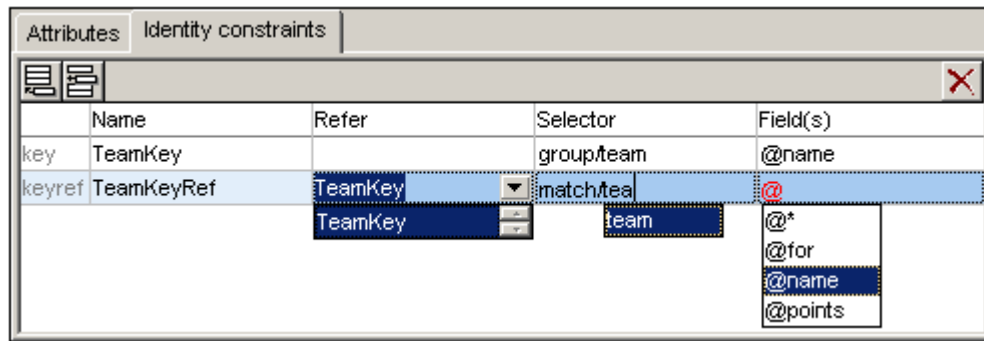 Attributes Identity constraints
Name Refer Selector Field(s)
key TeamKey group/team @name
keyref TeamKeyRef TeamKey match/tea @
TeamKey team @*
@for
@name
@points